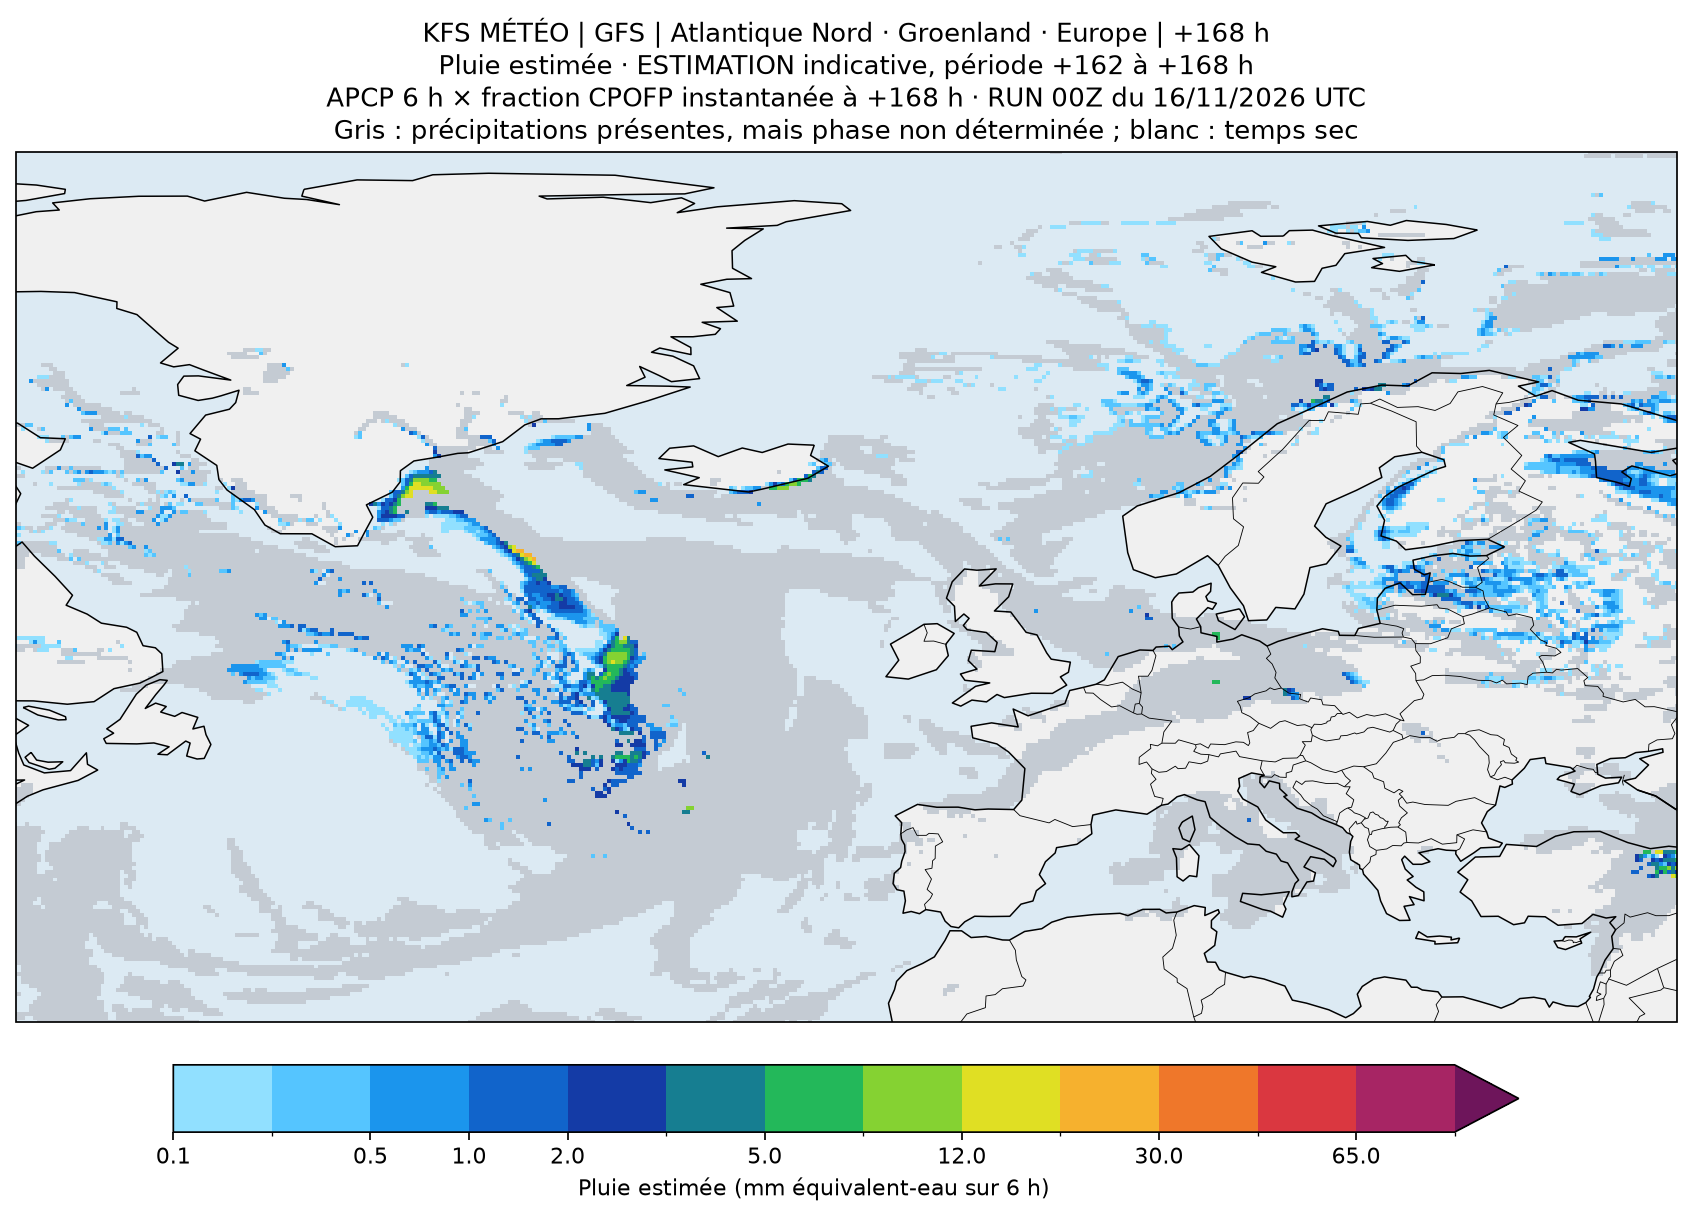 KFS MÉTÉO | GFS | Atlantique Nord · Groenland · Europe | +168 h
Pluie estimée · ESTIMATION indicative, période +162 à +168 h
APCP 6 h × fraction CPOFP instantanée à +168 h · RUN 00Z du 16/11/2026 UTC
Gris : précipitations présentes, mais phase non déterminée ; blanc : temps sec
0.1 0.5 1.0 2.0 5.0 12.0 30.0 65.0
Pluie estimée (mm équivalent-eau sur 6 h)